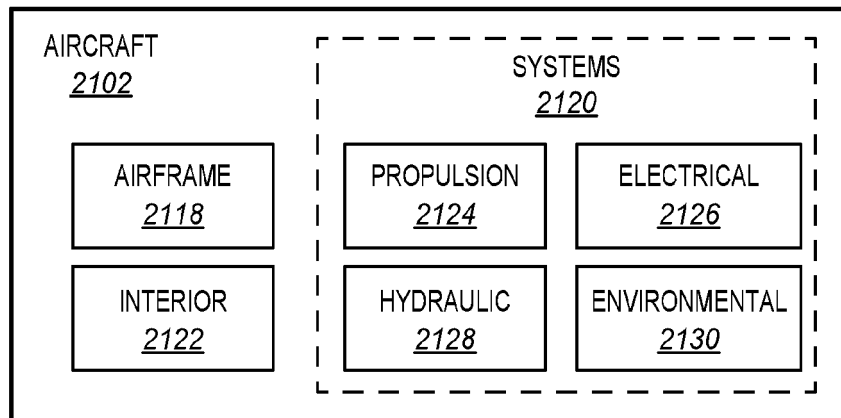 AIRCRAFT
2102
SYSTEMS
2120
AIRFRAME
2118
PROPULSION
2124
ELECTRICAL
2126
INTERIOR
2122
HYDRAULIC
2128
ENVIRONMENTAL
2130